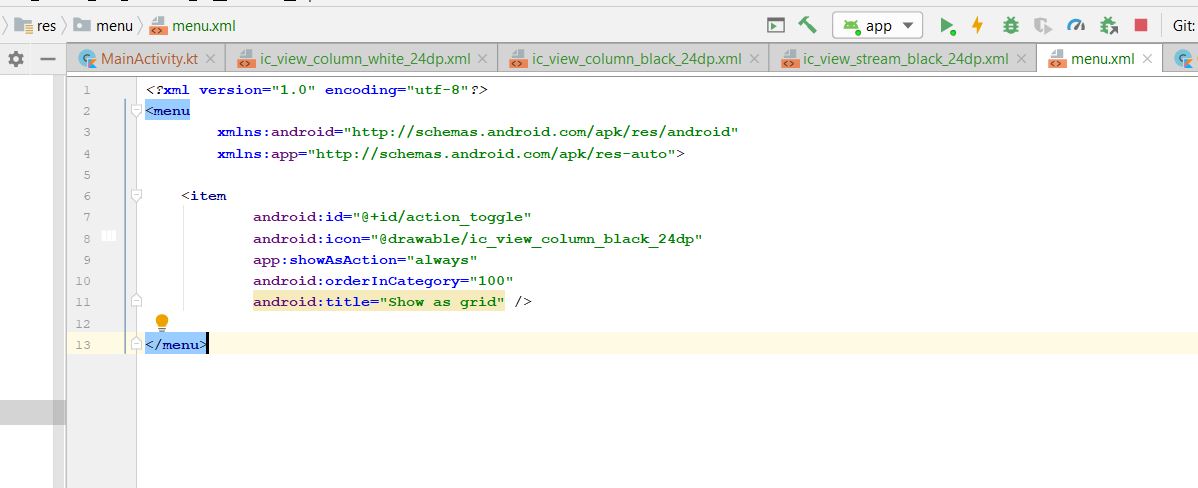 res menu menu.xml app Git:
MainActivity.kt ic_view_column_white_24dp.xml ic_view_column_black_24dp.xml ic_view_stream_black_24dp.xml menu.xml
1 <?xml version="1.0" encoding="utf-8"?>
2 <menu
3 xmlns:android="http://schemas.android.com/apk/res/android"
4 xmlns:app="http://schemas.android.com/apk/res-auto">
5
6 <item
7 android:id="@+id/action_toggle"
8 android:icon="@drawable/ic_view_column_black_24dp"
9 app:showAsAction="always"
10 android:orderInCategory="100"
11 android:title="Show as grid" />
12
13 </menu>